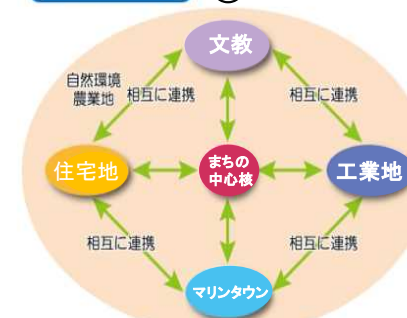 文教
自然環境
農業地
相互に連携
相互に連携
住宅地
まちの
中心核
工業地
相互に連携
相互に連携
マリンタウン